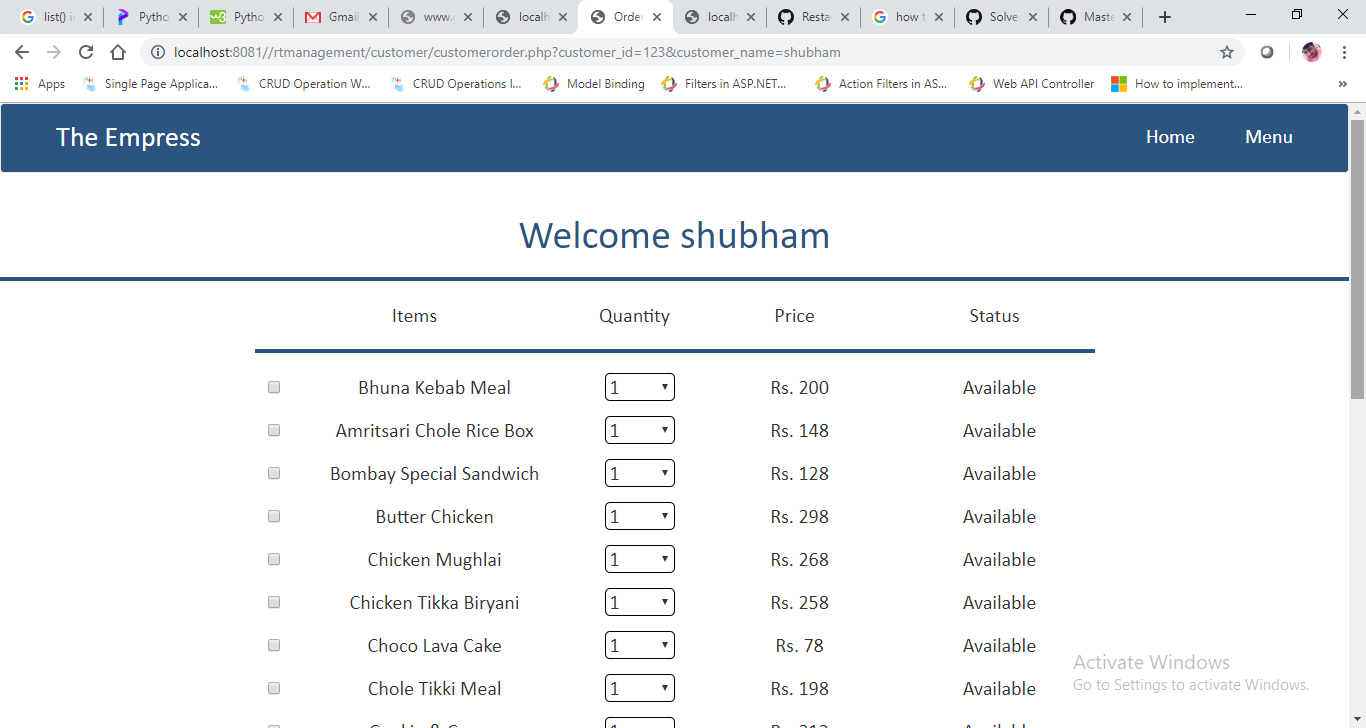 list() i
Pytho
Pytho
Gmail
www.
localh
Order
localh
Resta
how t
Solve
Maste
localhost:8081//rtmanagement/customer/customerorder.php?customer_id=123&customer_name=shubham
Apps
Single Page Applica...
CRUD Operation W...
CRUD Operations I...
Model Binding
Filters in ASP.NET...
Action Filters in AS...
Web API Controller
How to implement...
»
The Empress
Home
Menu
Welcome shubham
Items Quantity Price Status
Bhuna Kebab Meal 1 Rs. 200 Available
Amritsari Chole Rice Box 1 Rs. 148 Available
Bombay Special Sandwich 1 Rs. 128 Available
Butter Chicken 1 Rs. 298 Available
Chicken Mughlai 1 Rs. 268 Available
Chicken Tikka Biryani 1 Rs. 258 Available
Choco Lava Cake 1 Rs. 78 Available
Chole Tikki Meal 1 Rs. 198 Available
Activate Windows
Go to Settings to activate Windows.